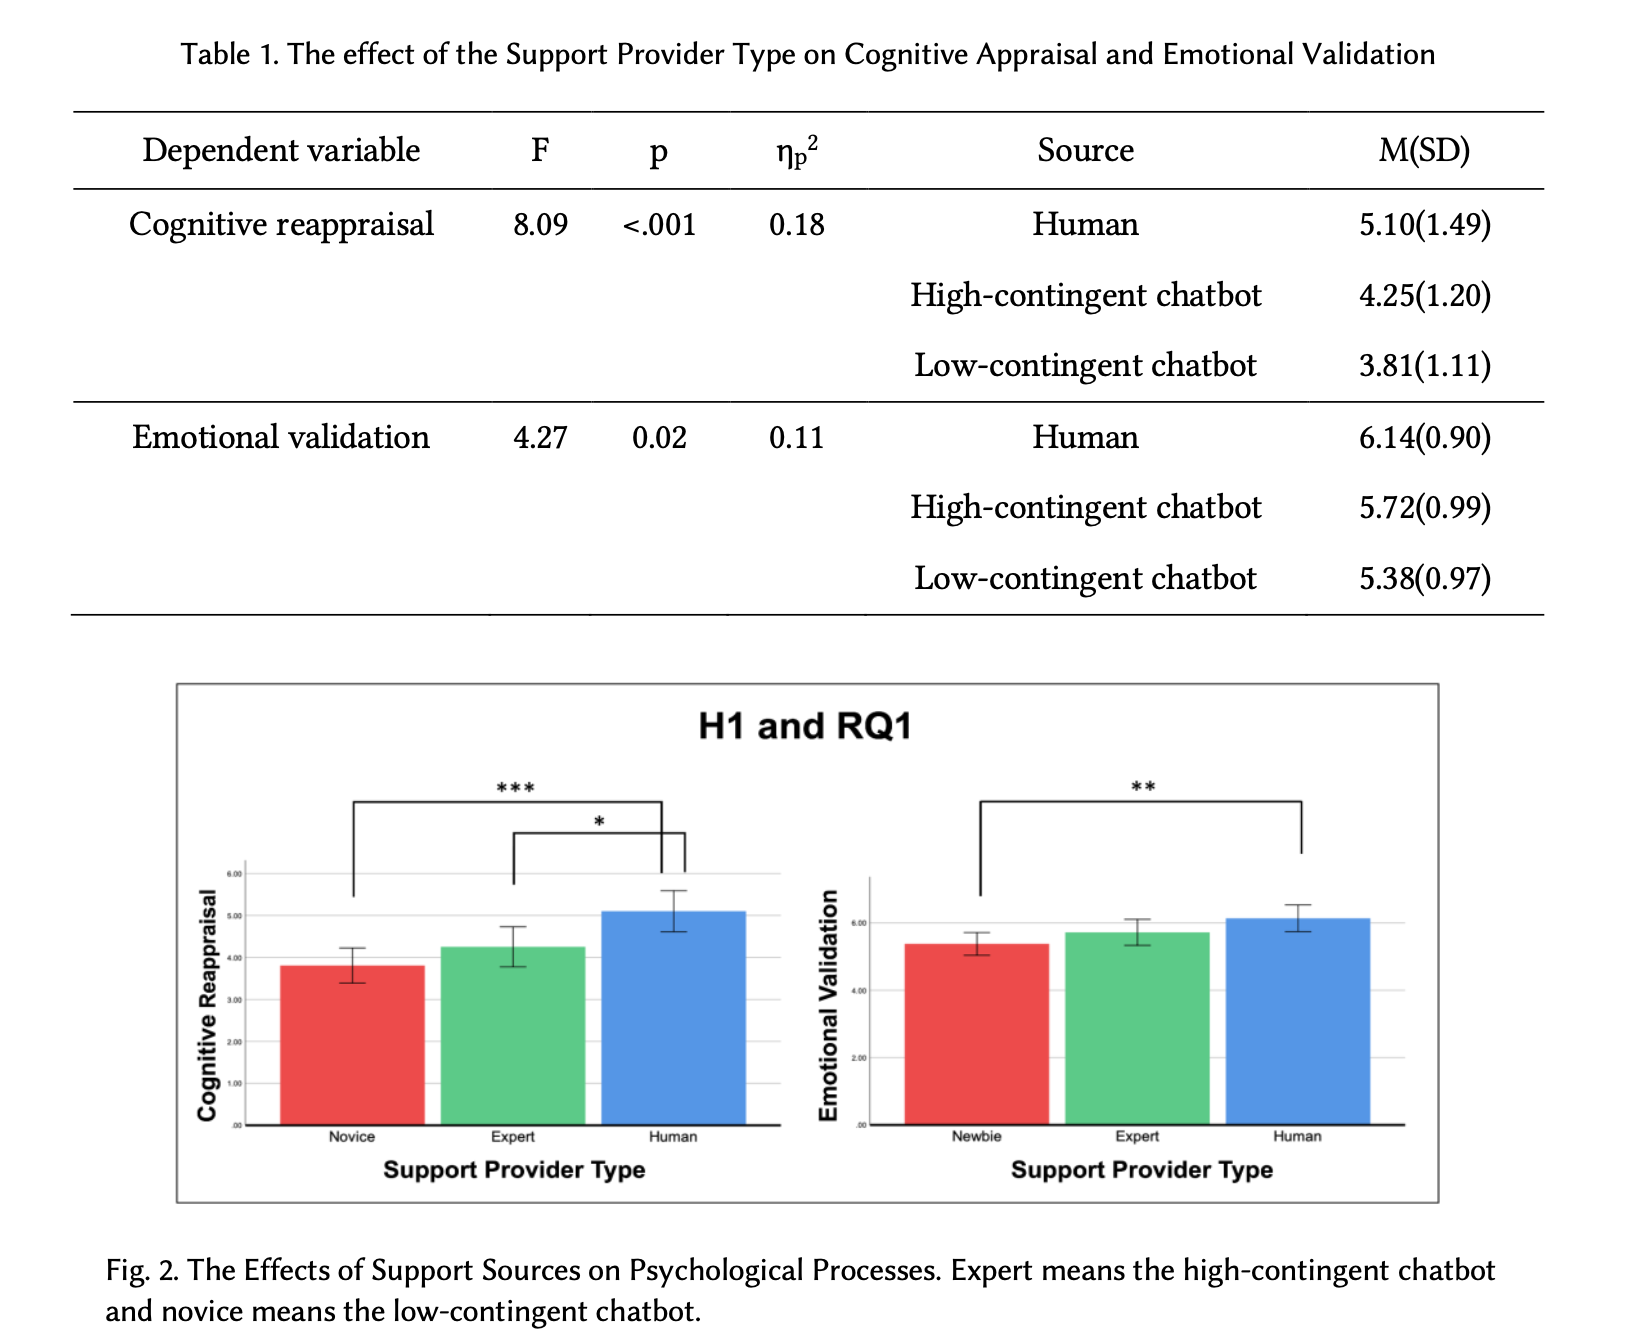 Table 1. The effect of the Support Provider Type on Cognitive Appraisal and Emotional Validation
Dependent variable F p ηp² Source M(SD)
Cognitive reappraisal 8.09 <.001 0.18 Human 5.10(1.49)
High-contingent chatbot 4.25(1.20)
Low-contingent chatbot 3.81(1.11)
Emotional validation 4.27 0.02 0.11 Human 6.14(0.90)
High-contingent chatbot 5.72(0.99)
Low-contingent chatbot 5.38(0.97)
H1 and RQ1
***
*
Cognitive Reappraisal
6.00
5.00
4.00
3.00
2.00
1.00
.00
Novice Expert Human
Support Provider Type
**
Emotional Validation
6.00
4.00
2.00
.00
Newbie Expert Human
Support Provider Type
Fig. 2. The Effects of Support Sources on Psychological Processes. Expert means the high-contingent chatbot
and novice means the low-contingent chatbot.